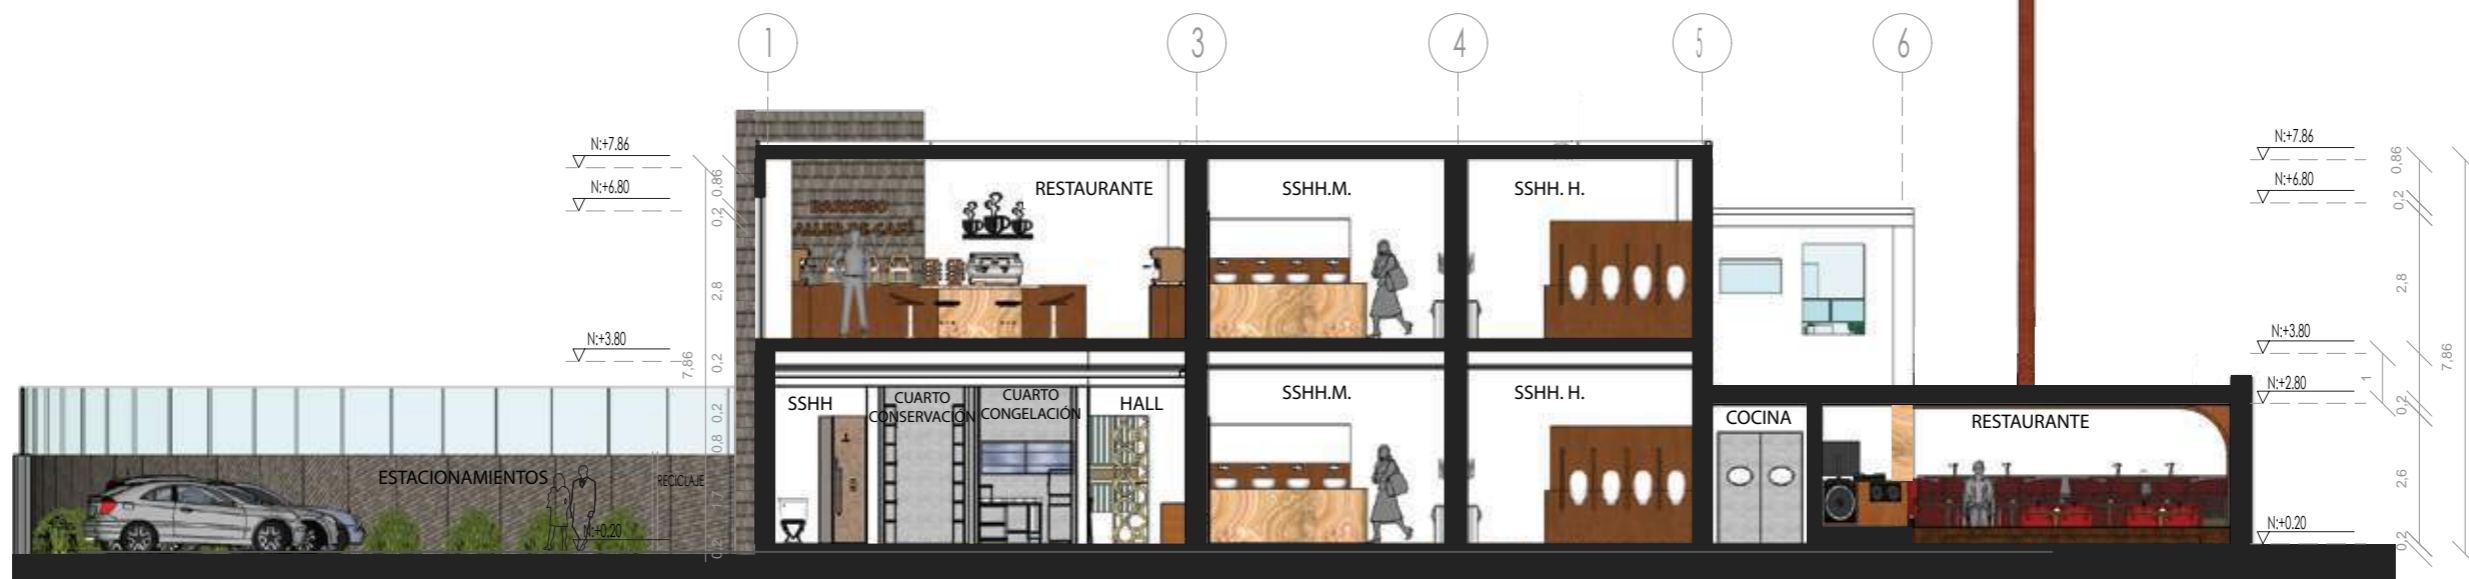 1
3
4
5
6
N:+7.86
N:+6.80
N:+3.80
N:+0.20
0,86
0,2
2,8
0,2
7,86
0,2
0,8
1,7
0,2
RESTAURANTE
SSHH.M.
SSHH. H.
TALLER DE CAFÉ
SSHH
CUARTO
CONSERVACIÓN
CUARTO
CONGELACIÓN
HALL
SSHH.M.
SSHH. H.
COCINA
RESTAURANTE
ESTACIONAMIENTOS
RECICLAJE
N:+7.86
N:+6.80
N:+3.80
N:+2.80
N:+0.20
0,86
0,2
2,8
1
0,2
2,6
0,2
7,86